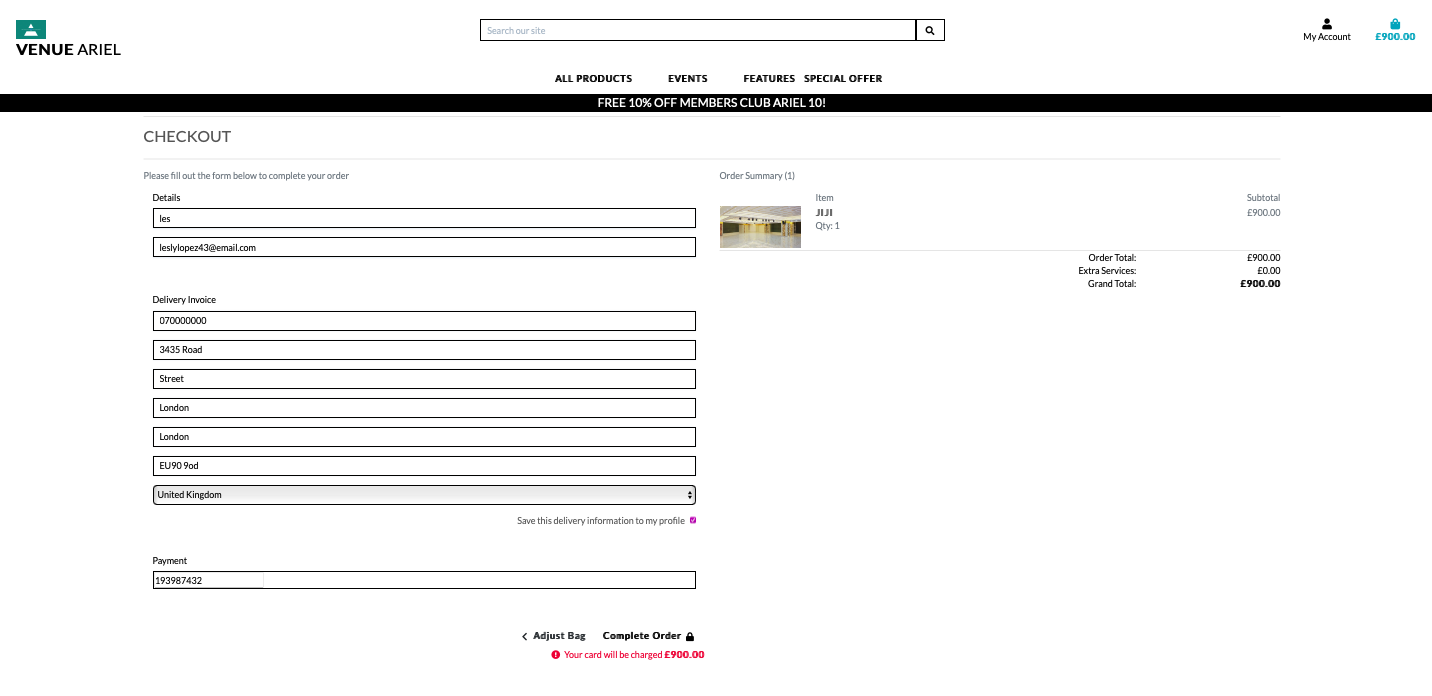 VENUE ARIEL
Search our site
My Account
£900.00
ALL PRODUCTS EVENTS FEATURES SPECIAL OFFER
FREE 10% OFF MEMBERS CLUB ARIEL 10!
CHECKOUT
Please fill out the form below to complete your order
Details
les
leslylopez43@email.com
Delivery Invoice
070000000
3435 Road
Street
London
London
EU90 9od
United Kingdom
Save this delivery information to my profile
Payment
193987432
Adjust Bag Complete Order
Your card will be charged £900.00
Order Summary (1)
Item Subtotal
JIJI £900.00
Qty: 1
Order Total: £900.00
Extra Services: £0.00
Grand Total: £900.00